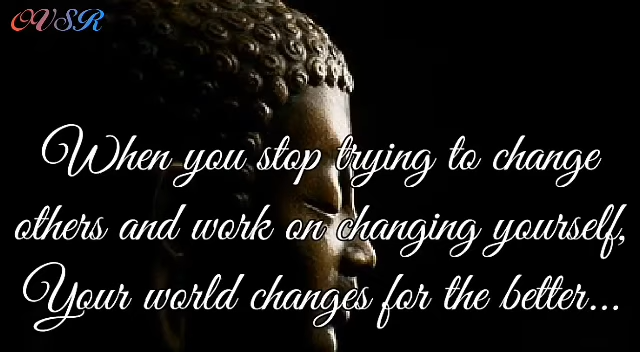 OVSR
When you stop trying to change
others and work on changing yourself,
Your world changes for the better...